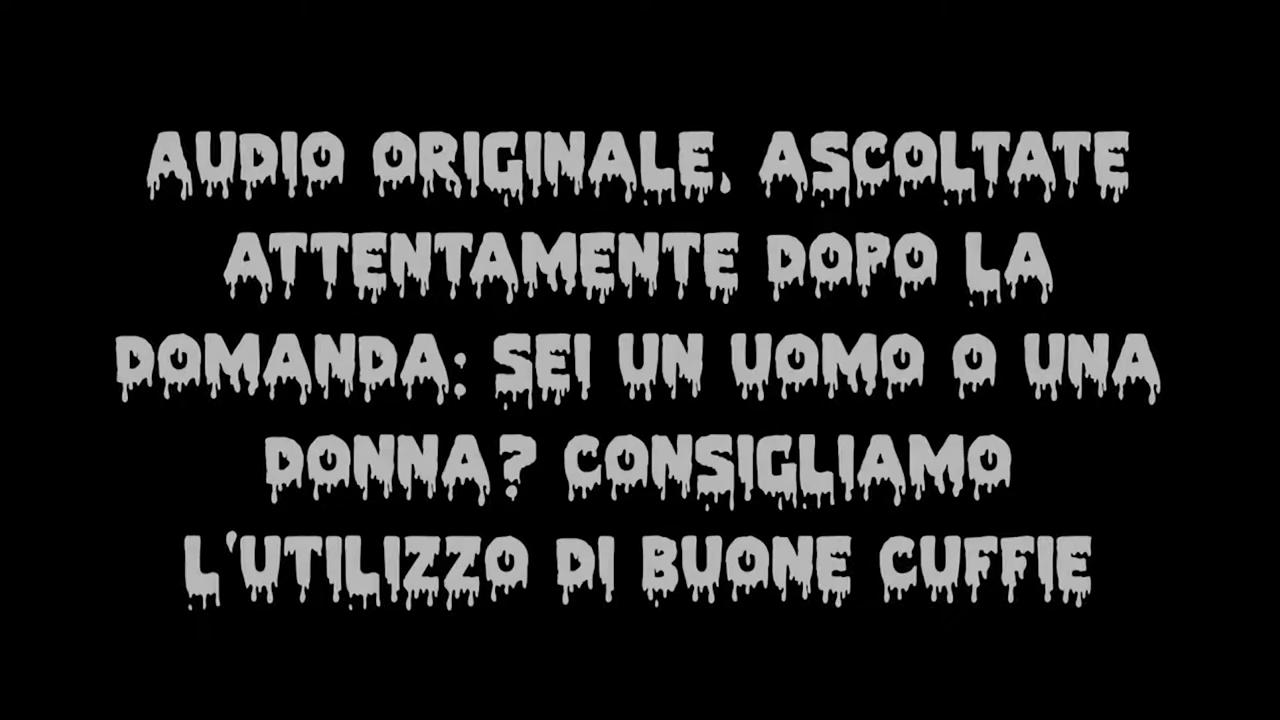 AUDIO ORIGINALE, ASCOLTATE
ATTENTAMENTE DOPO LA
DOMANDA: SEI UN UOMO O UNA
DONNA? CONSIGLIAMO
L'UTILIZZO DI BUONE CUFFIE